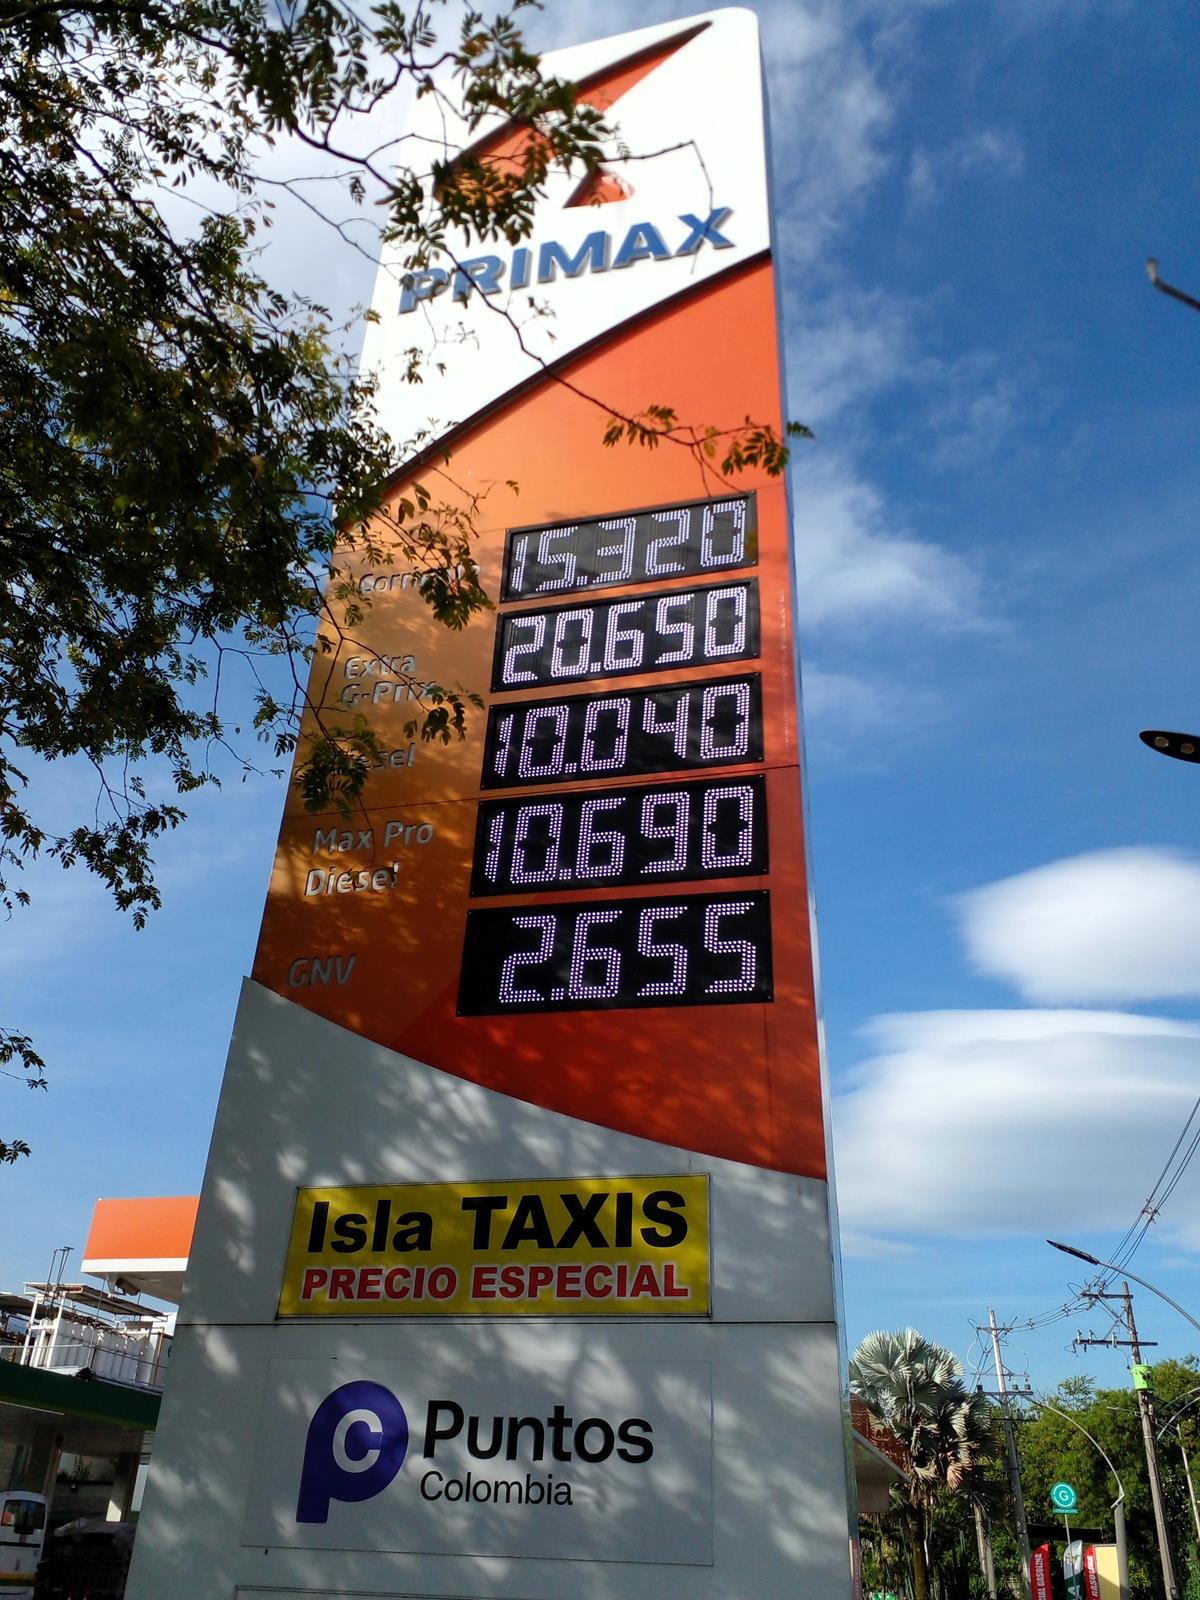 PRIMAX
Corriente 15.320
Extra
G-Prix 20.650
Diesel 10.040
Max Pro
Diesel 10.690
GNV 2.655
Isla TAXIS
PRECIO ESPECIAL
Puntos
Colombia
G
GASOLINA